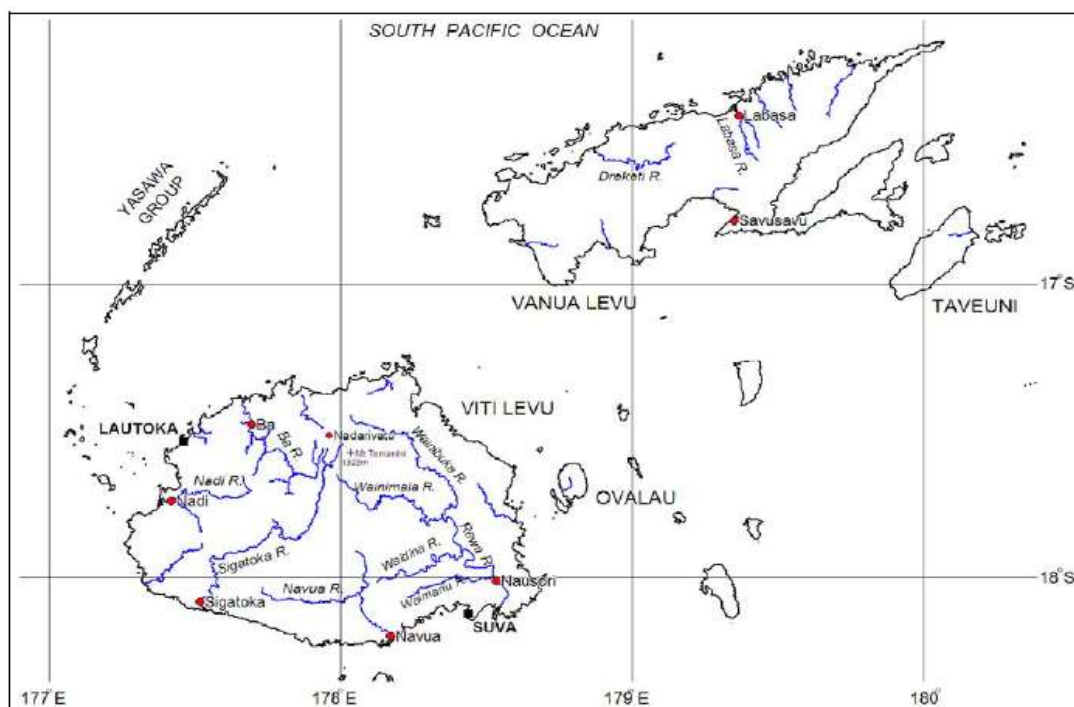 SOUTH PACIFIC OCEAN
YASAWA
GROUP
Labasa
Labasa R.
Dreketi R.
Savusavu
17°S
VANUA LEVU
TAVEUNI
VITI LEVU
LAUTOKA
Ba
Ba R.
Nadarivatu
Wainibuka R.
Nadi R.
Wainimala R.
Nadi
OVALAU
Rewa R.
Sigatoka R.
Waidina R.
18°S
Navua R.
Waimanu R.
Nausori
Sigatoka
SUVA
Navua
177°E
178°E
179°E
180°